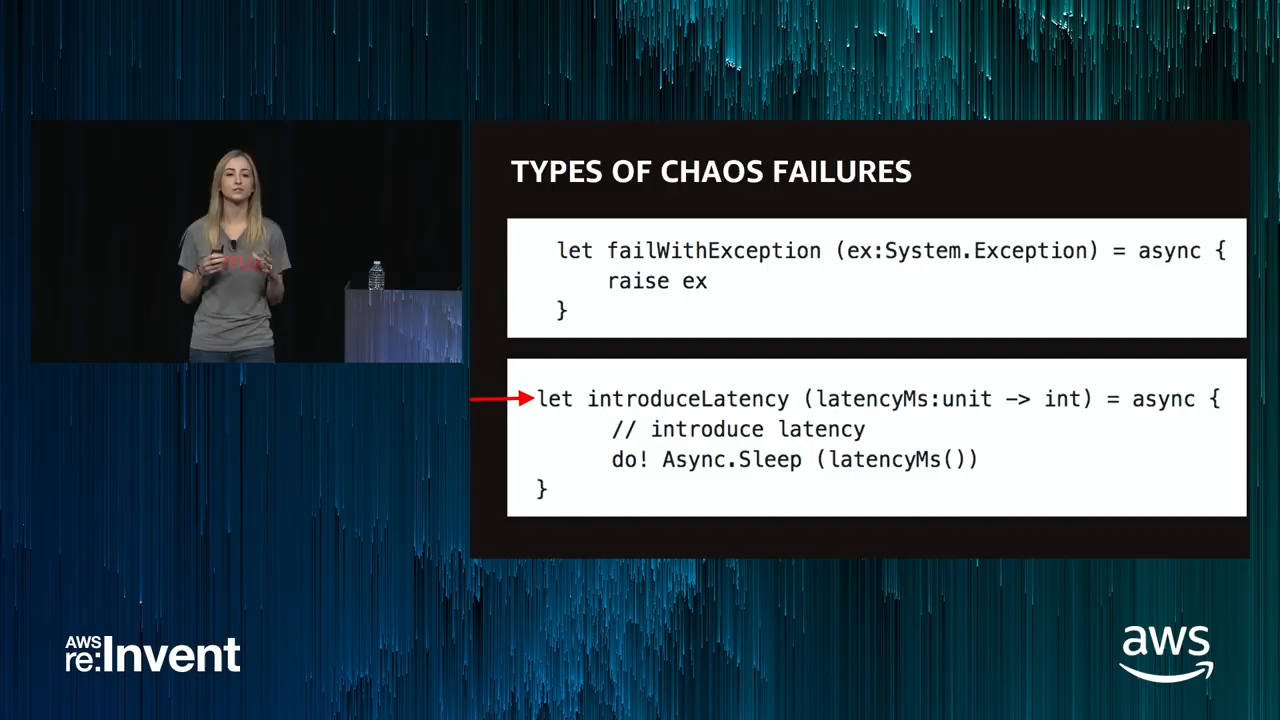 TYPES OF CHAOS FAILURES
let failWithException (ex:System.Exception) = async {
raise ex
}
let introduceLatency (latencyMs:unit -> int) = async {
// introduce latency
do! Async.Sleep (latencyMs())
}
AWS
re:Invent
aws